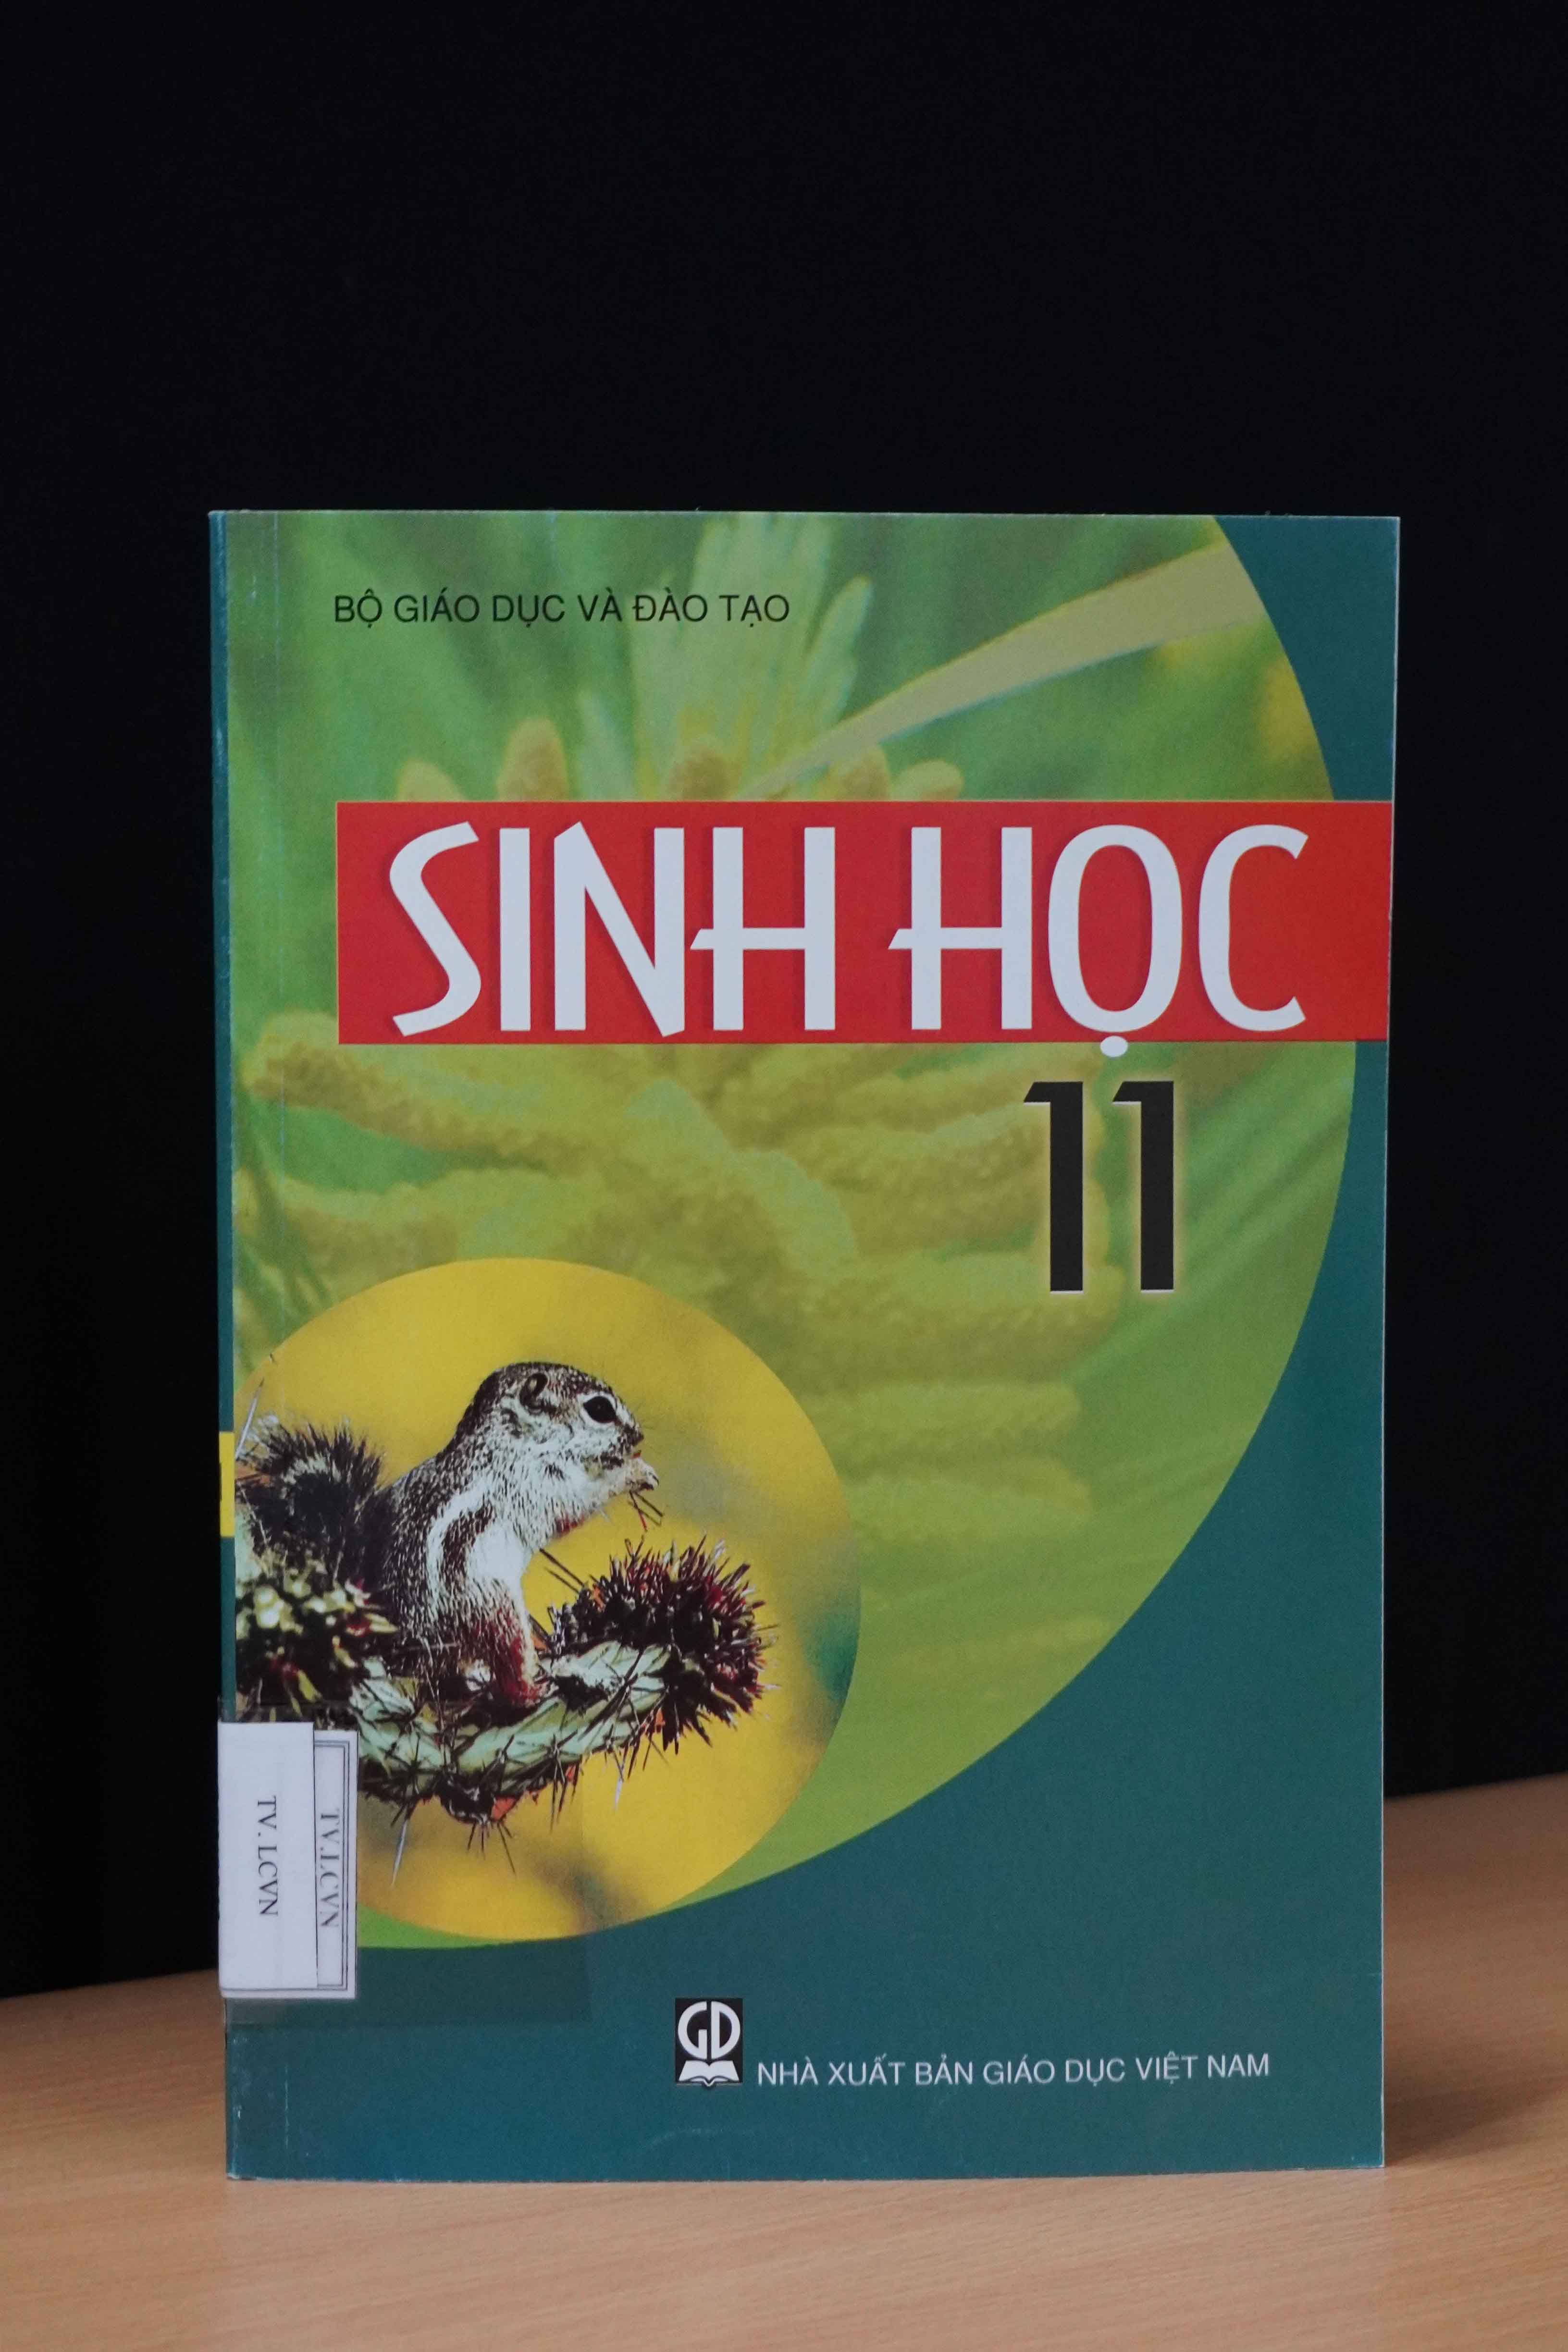 BỘ GIÁO DỤC VÀ ĐÀO TẠO
SINH HỌC
11
TV. LCVN
TV.LCVN
GD
NHÀ XUẤT BẢN GIÁO DỤC VIỆT NAM